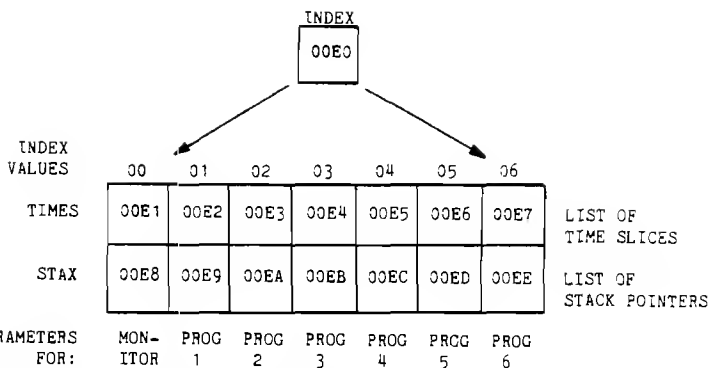 INDEX
00E0
INDEX
VALUES 00 01 02 03 04 05 06
TIMES 00E1 00E2 00E3 00E4 00E5 00E6 00E7 LIST OF
TIME SLICES
STAX 00E8 00E9 00EA 00EB 00EC 00ED 00EE LIST OF
STACK POINTERS
RAMETERS MON- PROG PROG PROG PROG PROG PROG
FOR: ITOR 1 2 3 4 5 6